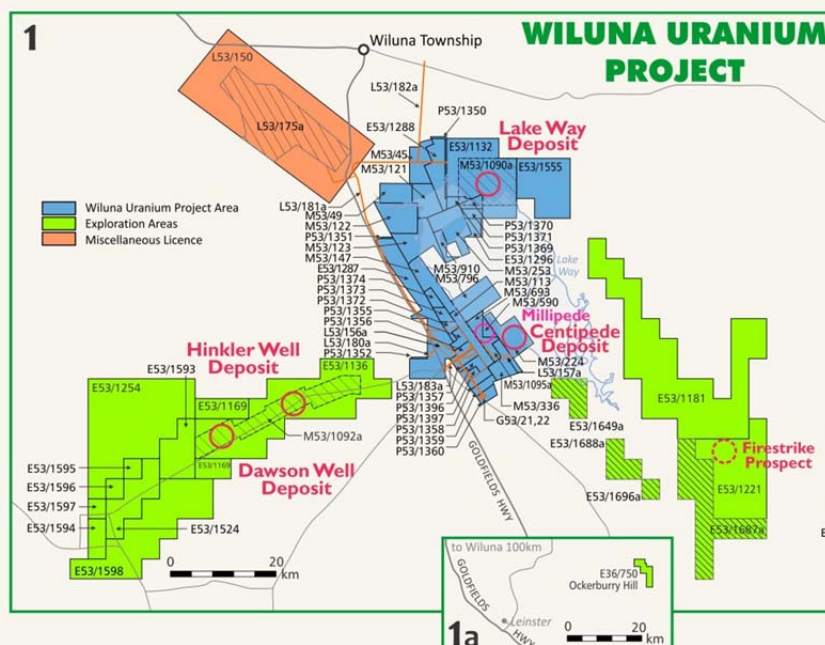 1
WILUNA URANIUM
PROJECT
Wiluna Township
L53/150
L53/175a
L53/182a
P53/1350
E53/1288
Lake Way
Deposit
M53/45
M53/121
E53/1132
M53/1090a
E53/1555
Wiluna Uranium Project Area
Exploration Areas
Miscellaneous Licence
L53/181a
M53/49
M53/122
P53/1351
M53/123
M53/147
E53/1287
P53/1374
P53/1373
P53/1372
P53/1355
P53/1356
L53/156a
L53/180a
P53/1352
P53/1370
P53/1371
P53/1369
E53/1296
M53/253
M53/910
M53/796
M53/113
M53/693
M53/590
Lake
Way
Millipede
Centipede
Deposit
M53/224
L53/157a
M53/1095a
M53/336
G53/21,22
L53/183a
P53/1357
P53/1396
P53/1397
P53/1358
P53/1359
P53/1360
Hinkler Well
Deposit
E53/1593
E53/1136
E53/1254
E53/1169
M53/1092a
E53/1169
Dawson Well
Deposit
E53/1595
E53/1596
E53/1597
E53/1594
E53/1524
E53/1598
0 20
km
GOLDFIELDS HWY
E53/1181
E53/1649a
E53/1688a
E53/1696a
Firestrike
Prospect
E53/1221
E53/1687a
E
to Wiluna 100km
GOLDFIELDS
HWY
E36/750
Ockerburry Hill
Leinster
1a
0 20
km